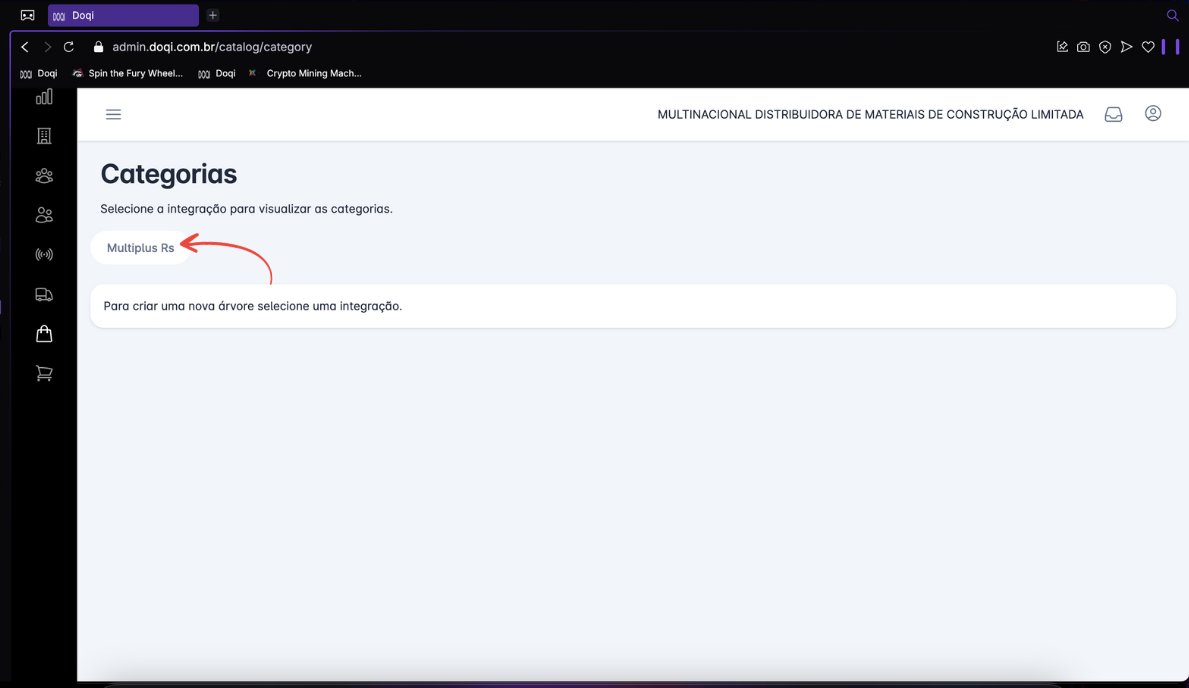 Doqi
admin.doqi.com.br/catalog/category
Doqi Spin the Fury Wheel... Doqi Crypto Mining Mach...
MULTINACIONAL DISTRIBUIDORA DE MATERIAIS DE CONSTRUÇÃO LIMITADA
Categorias
Selecione a integração para visualizar as categorias.
Multiplus Rs
Para criar uma nova árvore selecione uma integração.